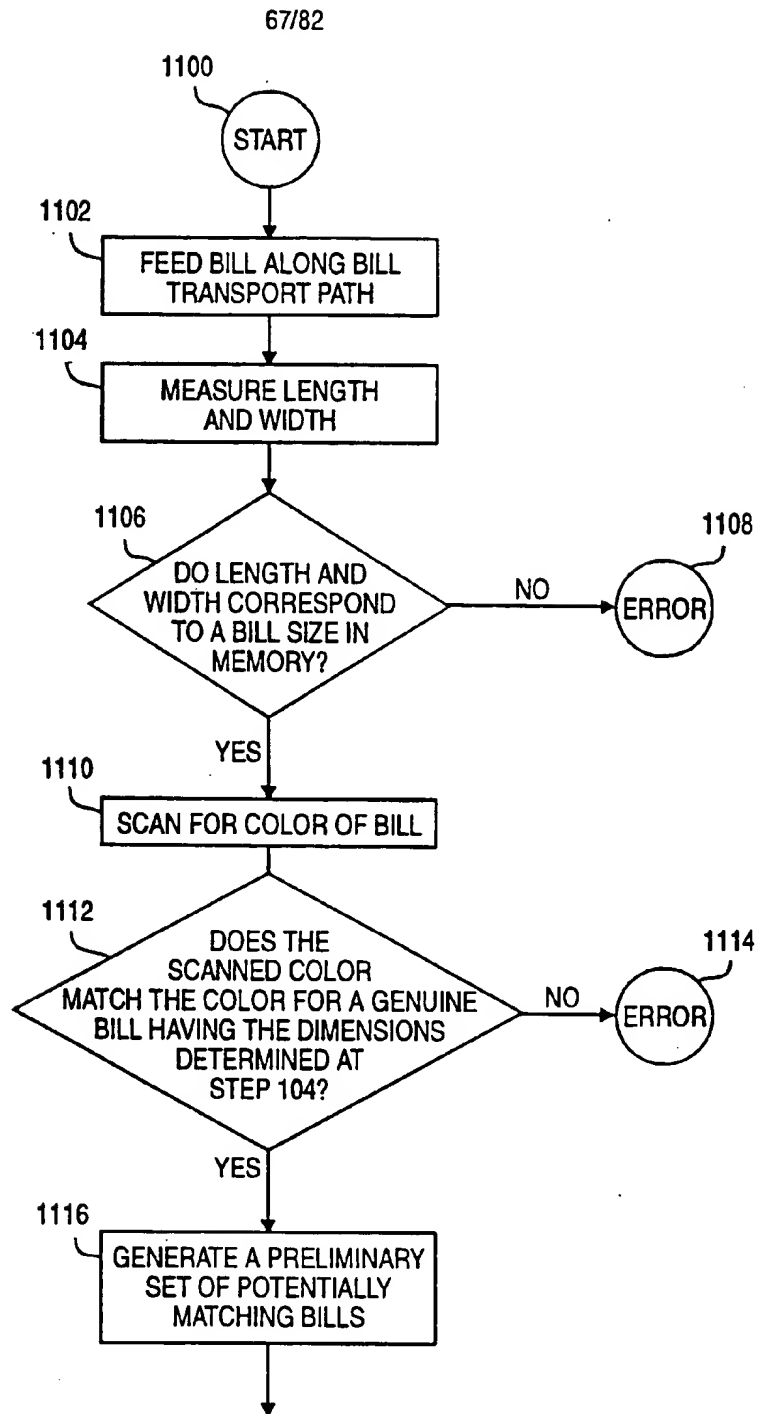 67/82
1100
START
1102
FEED BILL ALONG BILL
TRANSPORT PATH
1104
MEASURE LENGTH
AND WIDTH
1106
DO LENGTH AND
WIDTH CORRESPOND
TO A BILL SIZE IN
MEMORY?
NO
1108
ERROR
YES
1110
SCAN FOR COLOR OF BILL
1112
DOES THE
SCANNED COLOR
MATCH THE COLOR FOR A GENUINE
BILL HAVING THE DIMENSIONS
DETERMINED AT
STEP 104?
NO
1114
ERROR
YES
1116
GENERATE A PRELIMINARY
SET OF POTENTIALLY
MATCHING BILLS